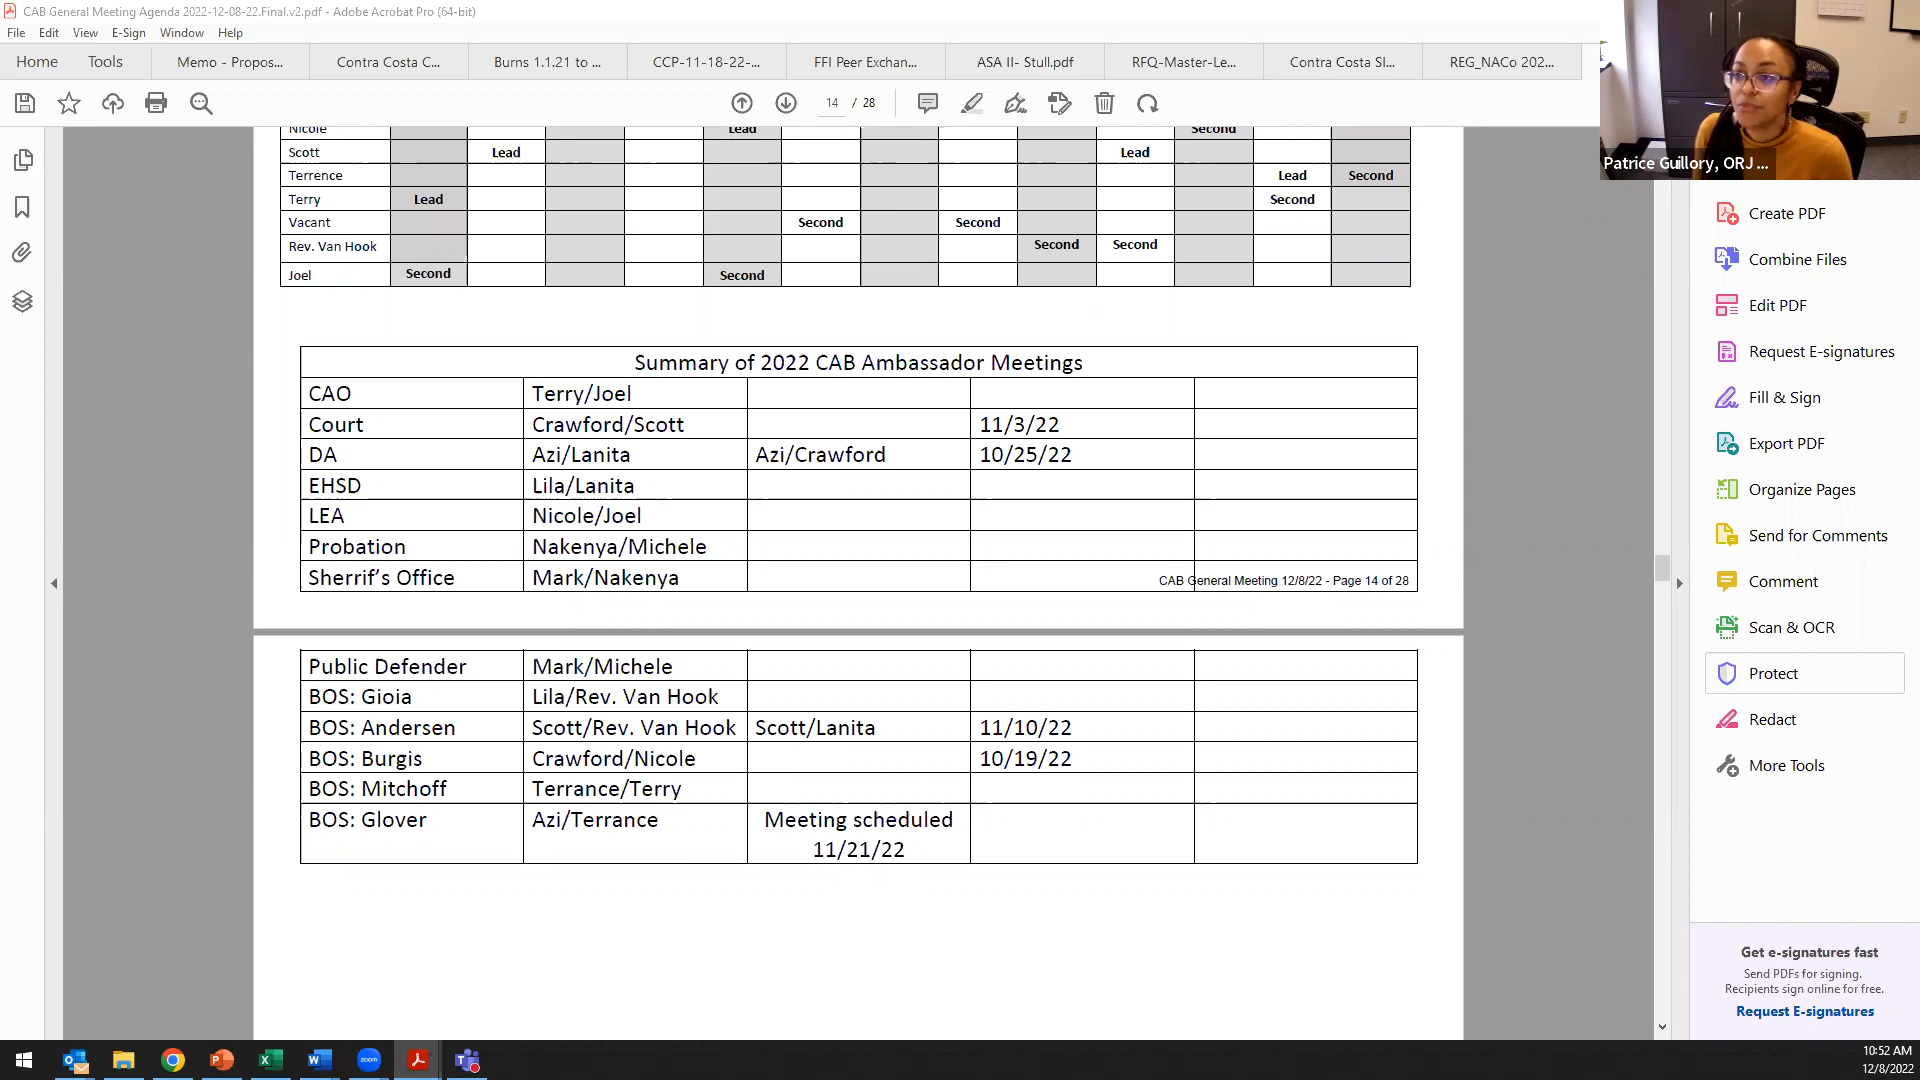 CAB General Meeting Agenda 2022-12-08-22.Final.v2.pdf - Adobe Acrobat Pro (64-bit)
File Edit View E-Sign Window Help
Home Tools Memo - Propos... Contra Costa C... Burns 1.1.21 to ... CCP-11-18-22-... FFI Peer Exchan... ASA II- Stull.pdf RFQ-Master-Le... Contra Costa Sl... REG_NACo 202...
14 / 28
Patrice Guillory, ORJ ...
Nicole Lead Second
Scott Lead Lead
Terrence Lead Second
Terry Lead Second
Vacant Second Second
Rev. Van Hook Second Second
Joel Second Second
Summary of 2022 CAB Ambassador Meetings
CAO Terry/Joel
Court Crawford/Scott 11/3/22
DA Azi/Lanita Azi/Crawford 10/25/22
EHSD Lila/Lanita
LEA Nicole/Joel
Probation Nakenya/Michele
Sherrif’s Office Mark/Nakenya
CAB General Meeting 12/8/22 - Page 14 of 28
Public Defender Mark/Michele
BOS: Gioia Lila/Rev. Van Hook
BOS: Andersen Scott/Rev. Van Hook Scott/Lanita 11/10/22
BOS: Burgis Crawford/Nicole 10/19/22
BOS: Mitchoff Terrance/Terry
BOS: Glover Azi/Terrance Meeting scheduled
11/21/22
Create PDF
Combine Files
Edit PDF
Request E-signatures
Fill & Sign
Export PDF
Organize Pages
Send for Comments
Comment
Scan & OCR
Protect
Redact
More Tools
Get e-signatures fast
Send PDFs for signing.
Recipients sign online for free.
Request E-signatures
zoom
10:52 AM
12/8/2022